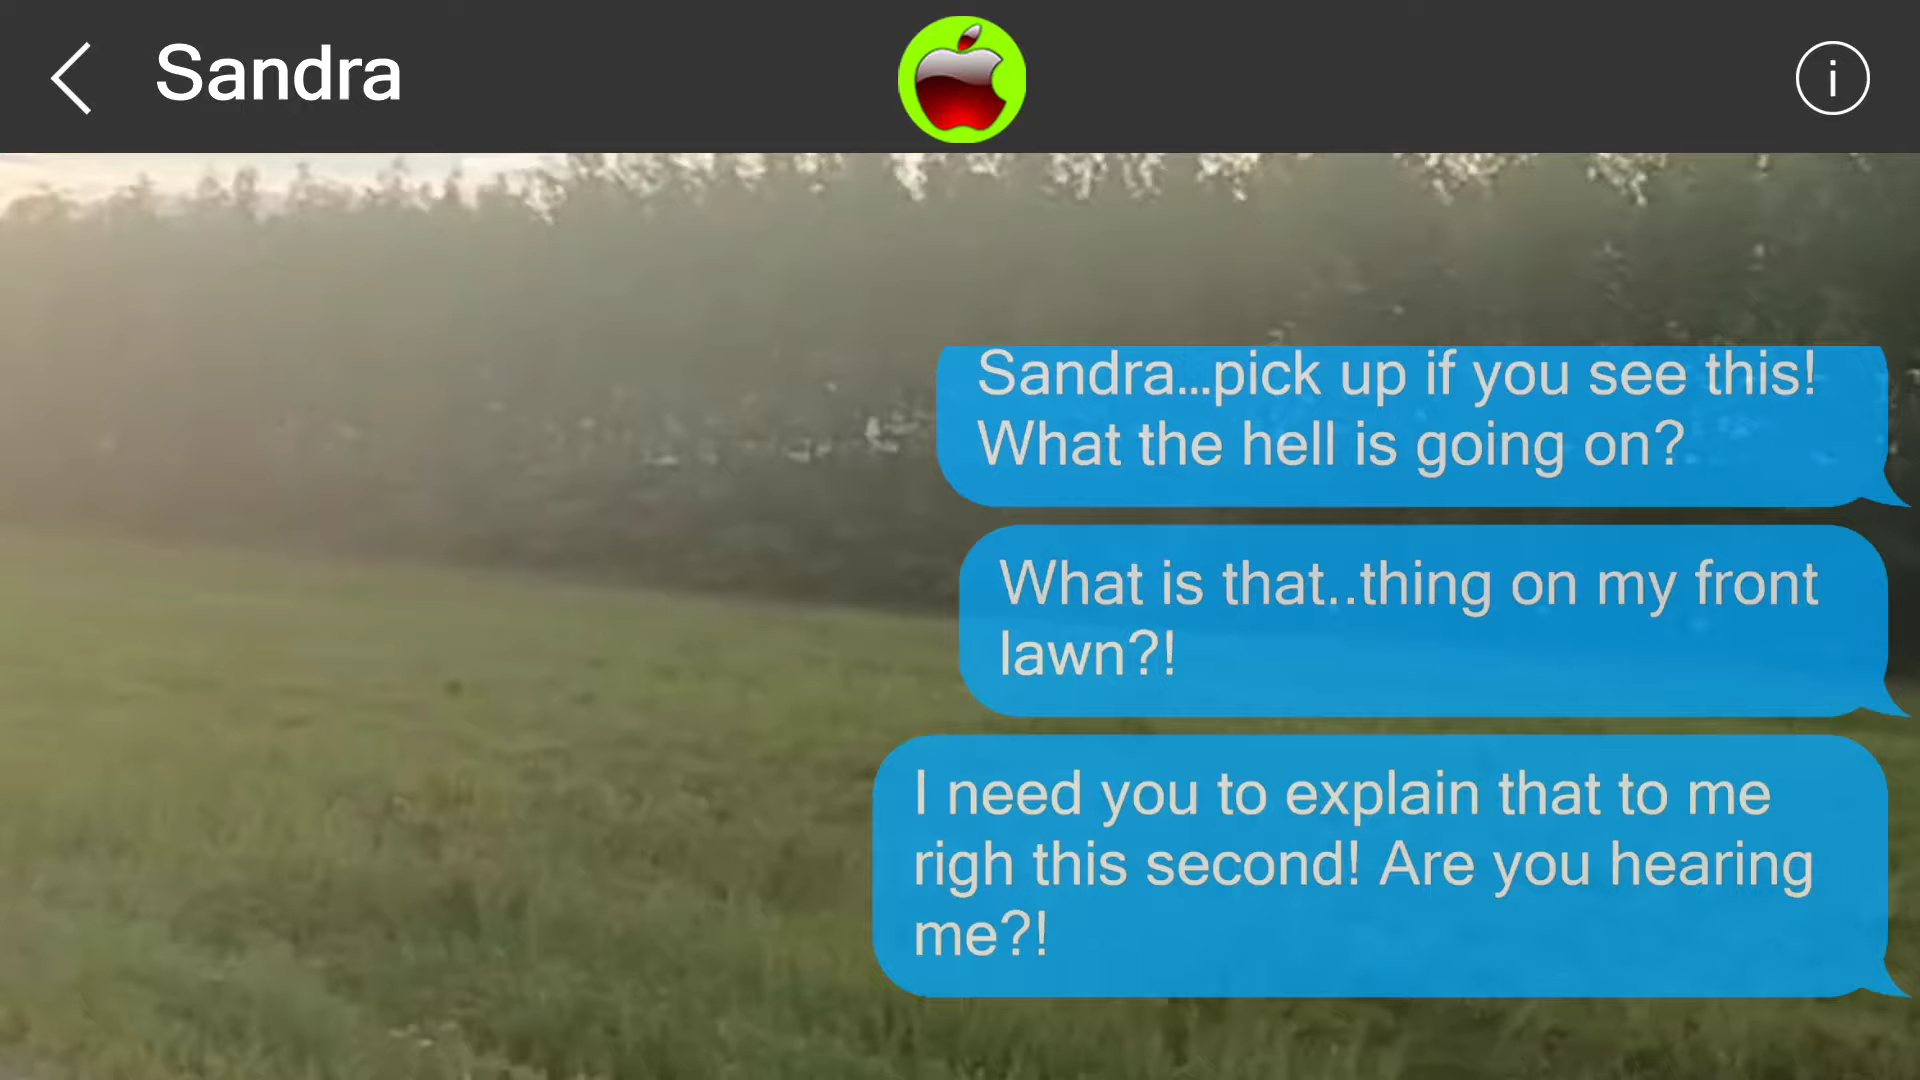 Sandra
Sandra...pick up if you see this!
What the hell is going on?
What is that..thing on my front
lawn?!
I need you to explain that to me
righ this second! Are you hearing
me?!